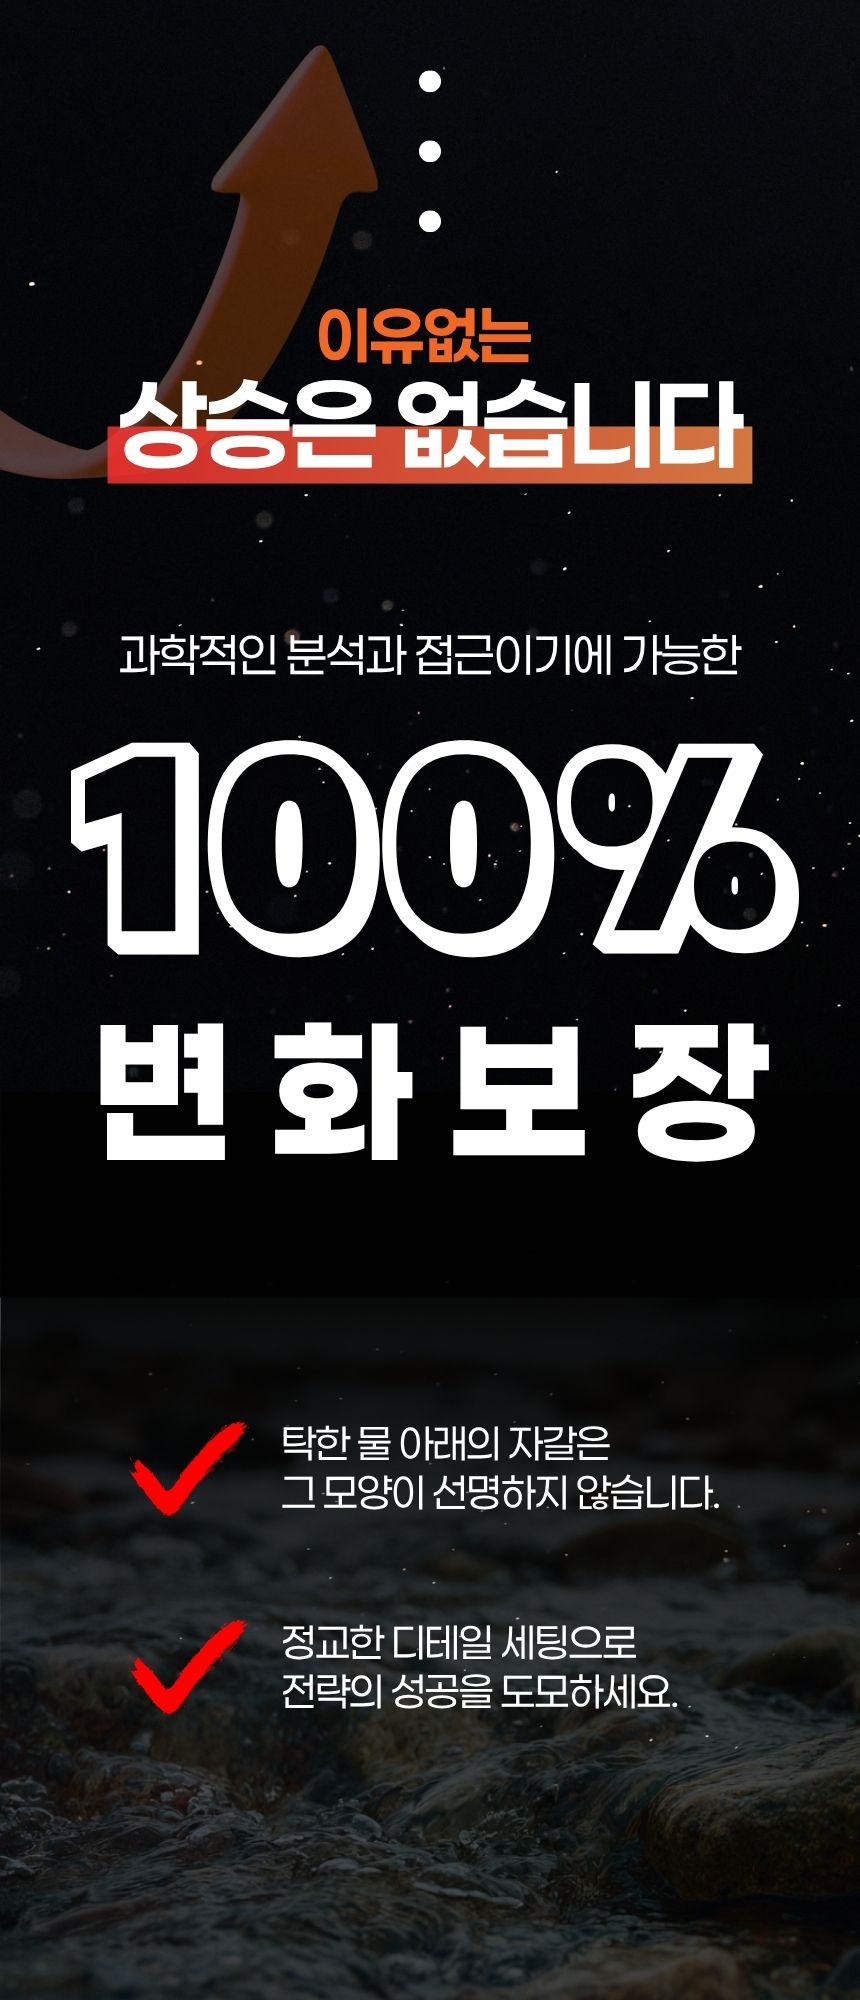 이유없는
상승은 없습니다
과학적인 분석과 접근이기에 가능한
100%
변화보장
탁한 물 아래의 자갈은
그 모양이 선명하지 않습니다.
정교한 디테일 세팅으로
전략의 성공을 도모하세요.